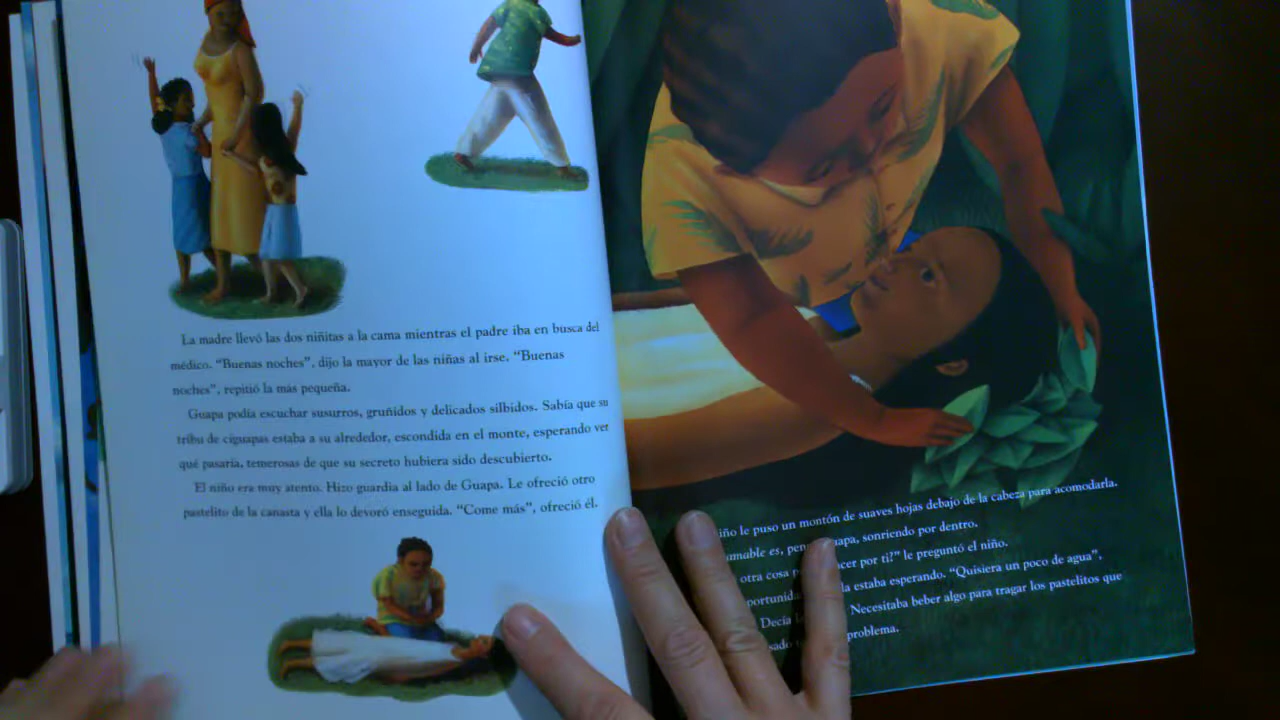 La madre llevó las dos niñitas a la cama mientras el padre iba en busca del
médico. “Buenas noches”, dijo la mayor de las niñas al irse. “Buenas
noches”, repitió la más pequeña.
Guapa podía escuchar susurros, gruñidos y delicados silbidos. Sabía que su
tribu de ciguapas estaba a su alrededor, escondida en el monte, esperando ver
qué pasaría, temerosas de que su secreto hubiera sido descubierto.
El niño era muy atento. Hizo guardia al lado de Guapa. Le ofreció otro
pastelito de la canasta y ella lo devoró enseguida. “Come más”, ofreció él.
le puso un montón de suaves hojas debajo de la cabeza para acomodarla.
es, sonriendo por dentro.
otra cosa por ti?” le preguntó el niño.
estaba esperando. “Quisiera un poco de agua”,
Decía Necesitaba beber algo para tragar los pastelitos que
problema.